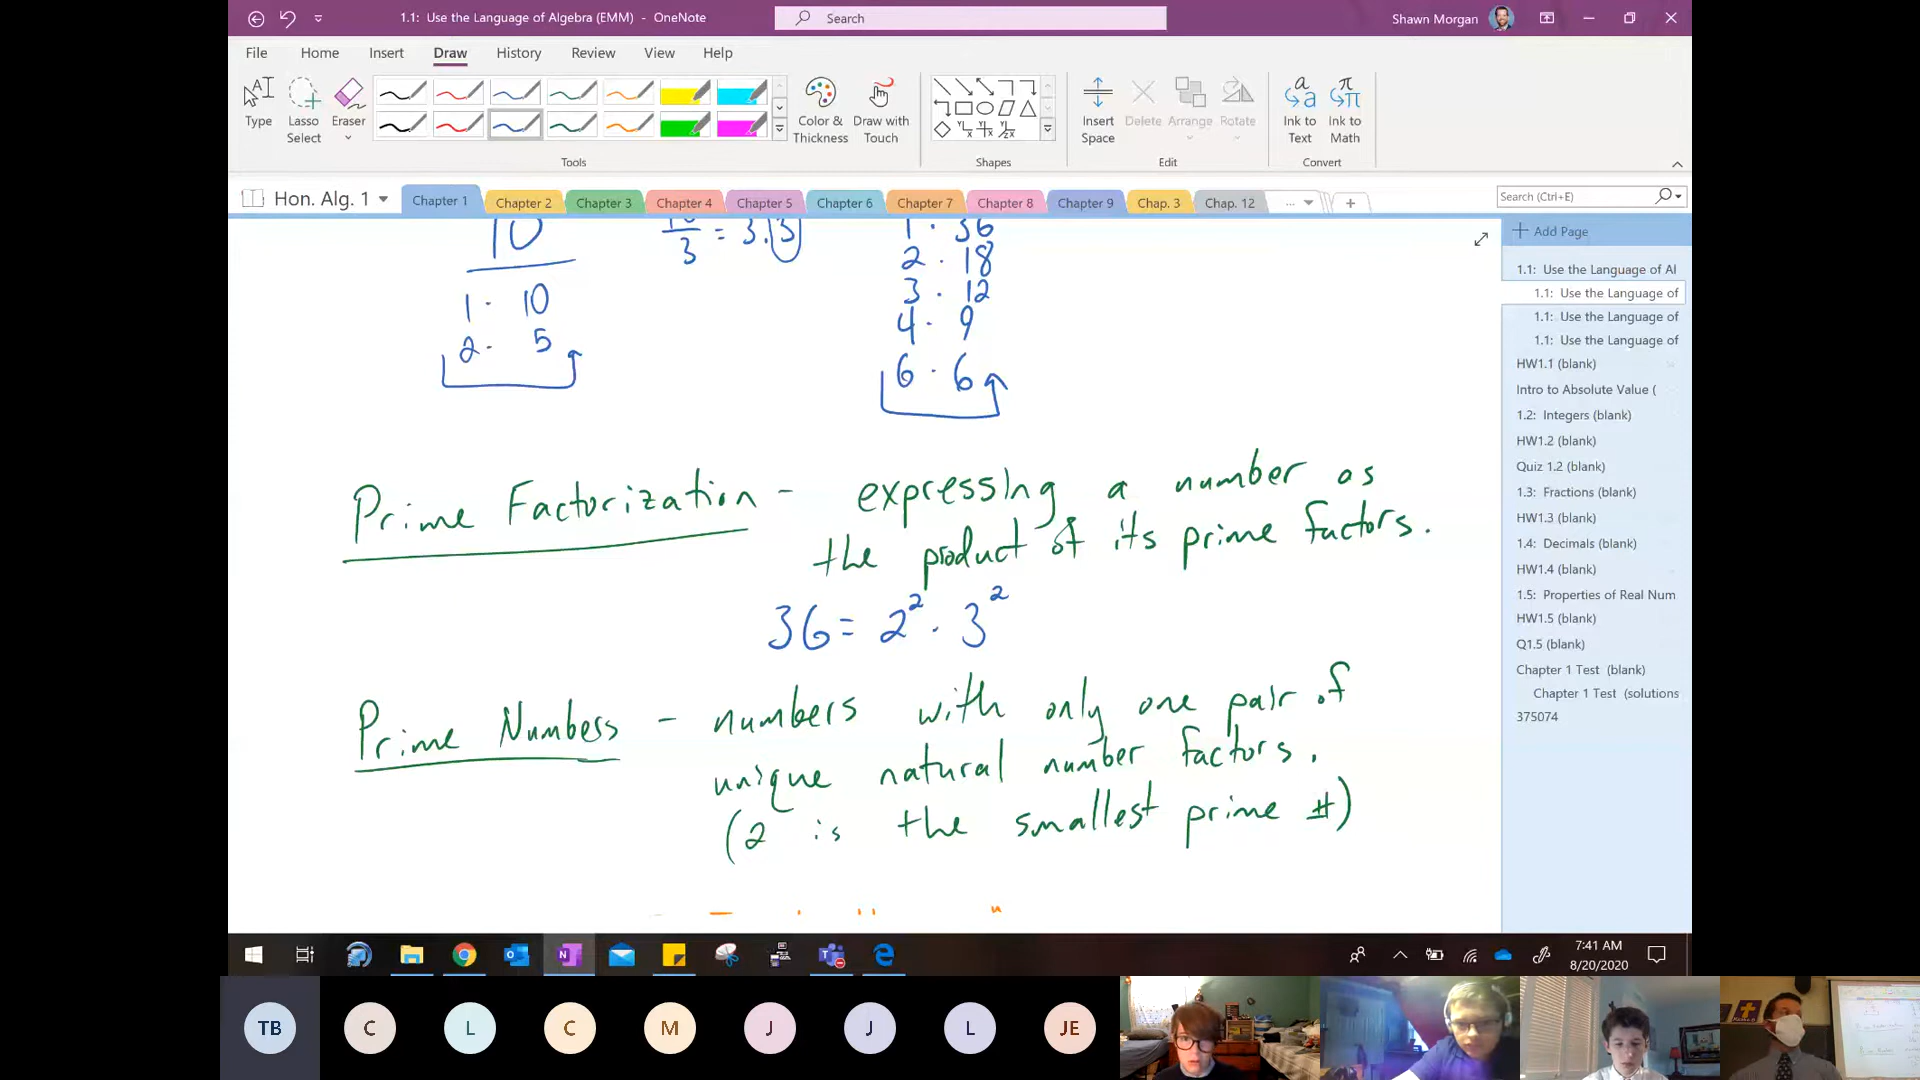 1.1: Use the Language of Algebra (EMM) - OneNote
Search
Shawn Morgan
File Home Insert Draw History Review View Help
Type
Lasso Select
Eraser
Color & Thickness
Draw with Touch
Insert Space
Delete
Arrange
Rotate
Ink to Text
Ink to Math
Tools
Shapes
Edit
Convert
Hon. Alg. 1
Chapter 1 Chapter 2 Chapter 3 Chapter 4 Chapter 5 Chapter 6 Chapter 7 Chapter 8 Chapter 9 Chap. 3 Chap. 12 ...
Search (Ctrl+E)
10
1 · 10
2 · 5
10/3 = 3.3
1 · 36
2 · 18
3 · 12
4 · 9
6 · 6
Prime Factorization - expressing a number as
the product of its prime factors.
36 = 2² · 3²
Prime Numbers - numbers with only one pair of
unique natural number factors.
(2 is the smallest prime #)
Add Page
1.1: Use the Language of Al
1.1: Use the Language of
1.1: Use the Language of
1.1: Use the Language of
HW1.1 (blank)
Intro to Absolute Value (
1.2: Integers (blank)
HW1.2 (blank)
Quiz 1.2 (blank)
1.3: Fractions (blank)
HW1.3 (blank)
1.4: Decimals (blank)
HW1.4 (blank)
1.5: Properties of Real Num
HW1.5 (blank)
Q1.5 (blank)
Chapter 1 Test (blank)
Chapter 1 Test (solutions
375074
7:41 AM
8/20/2020
TB C L C M J J L JE